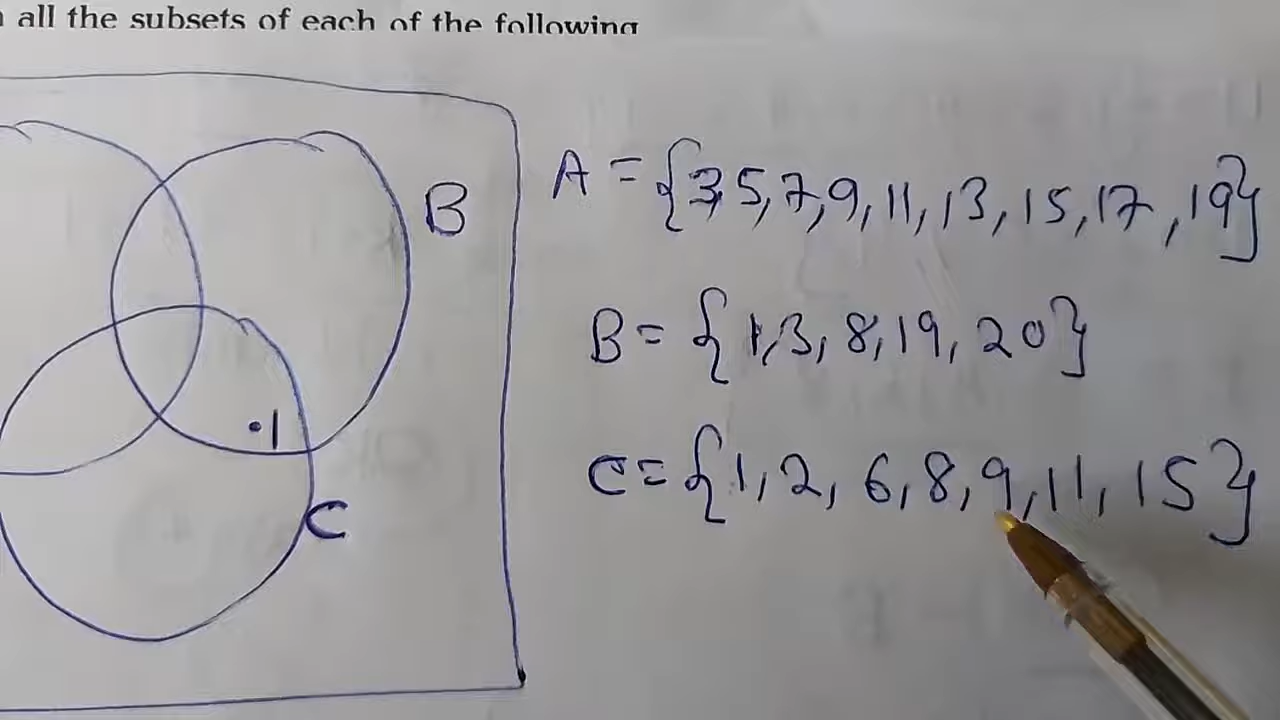 all the subsets of each of the following
A = {3,5,7,9,11,13,15,17,19}
B
B = {1,3,8,19,20}
.1
C = {1,2,6,8,9,11,15}
C